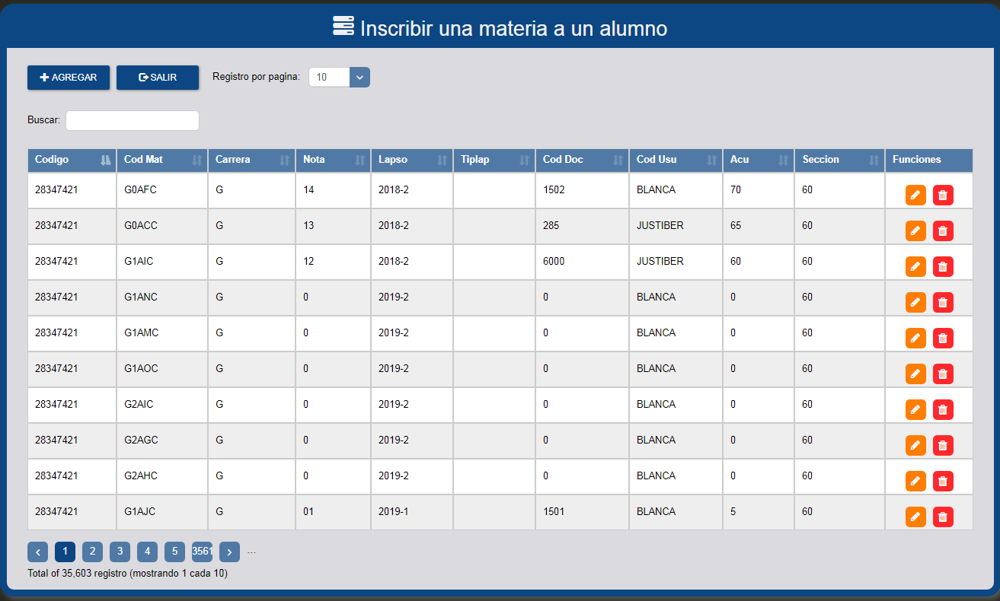 Inscribir una materia a un alumno
AGREGAR SALIR Registro por pagina: 10
Buscar:
Codigo Cod Mat Carrera Nota Lapso Tiplap Cod Doc Cod Usu Acu Seccion Funciones
28347421 G0AFC G 14 2018-2 1502 BLANCA 70 60
28347421 G0ACC G 13 2018-2 285 JUSTIBER 65 60
28347421 G1AIC G 12 2018-2 6000 JUSTIBER 60 60
28347421 G1ANC G 0 2019-2 0 BLANCA 0 60
28347421 G1AMC G 0 2019-2 0 BLANCA 0 60
28347421 G1AOC G 0 2019-2 0 BLANCA 0 60
28347421 G2AIC G 0 2019-2 0 BLANCA 0 60
28347421 G2AGC G 0 2019-2 0 BLANCA 0 60
28347421 G2AHC G 0 2019-2 0 BLANCA 0 60
28347421 G1AJC G 01 2019-1 1501 BLANCA 5 60
1 2 3 4 5 3561 ...
Total of 35,603 registro (mostrando 1 cada 10)